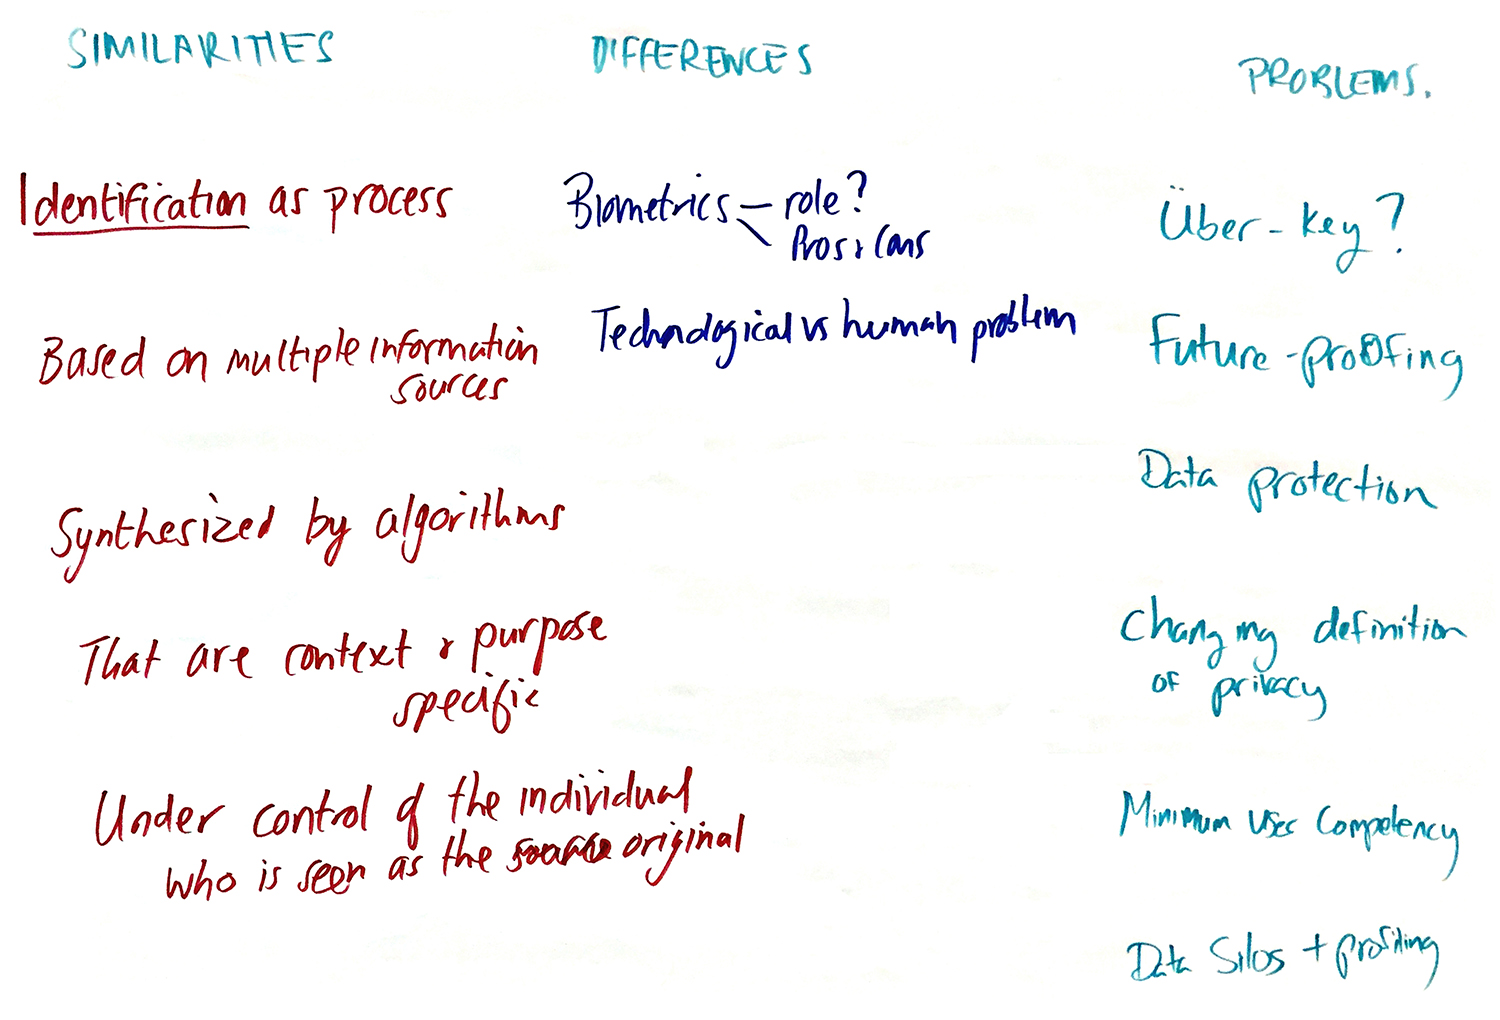 SIMILARITIES
Identification as process
Based on multiple information
sources
Synthesized by algorithms
That are context & purpose
specific
Under control of the individual
who is seen as the original
DIFFERENCES
Biometrics — role?
Pros & Cons
Technological vs human problem
PROBLEMS.
Über-key?
Future-proofing
Data protection
Changing definition
of privacy
Minimum user competency
Data Silos + profiling